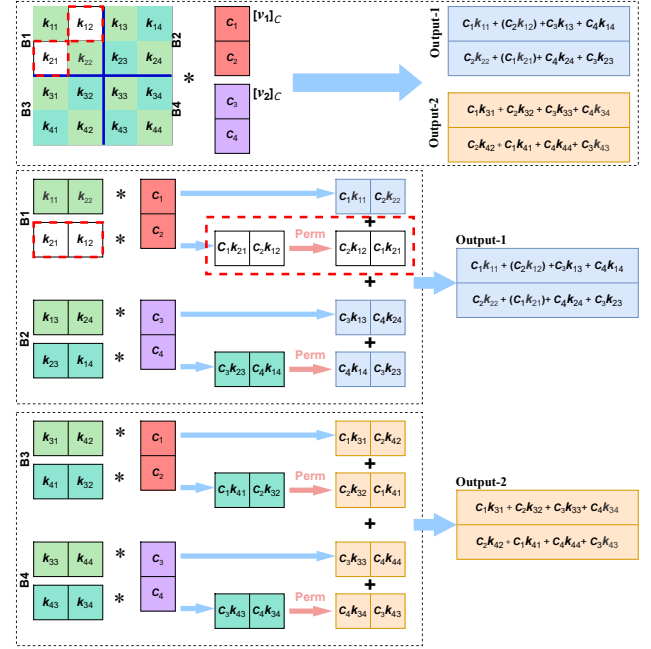 B1 k11 k12 k13 k14 B2
k21 k22 k23 k24
B3 k31 k32 k33 k34 B4
k41 k42 k43 k44
*
C1 [v1]C
C2
C3 [v2]C
C4
Output-1
C1k11 + (C2k12) +C3k13 + C4k14
C2k22 + (C1k21) + C4k24 + C3k23
Output-2
C1k31 + C2k32 + C3k33 + C4k34
C2k42 + C1k41 + C4k44 + C3k43
B1
k11 k22 * C1 C1k11 C2k22
+
k21 k12 * C2 C1k21 C2k12 Perm C2k12 C1k21
+
B2
k13 k24 * C3 C3k13 C4k24
+
k23 k14 * C4 C3k23 C4k14 Perm C4k14 C3k23
Output-1
C1k11 + (C2k12) +C3k13 + C4k14
C2k22 + (C1k21)+ C4k24 + C3k23
B3
k31 k42 * C1 C1k31 C2k42
+
k41 k32 * C2 C1k41 C2k32 Perm C2k32 C1k41
+
B4
k33 k44 * C3 C3k33 C4k44
+
k43 k34 * C4 C3k43 C4k34 Perm C4k34 C3k43
Output-2
C1k31 + C2k32 + C3k33+ C4k34
C2k42 + C1k41 + C4k44 + C3k43